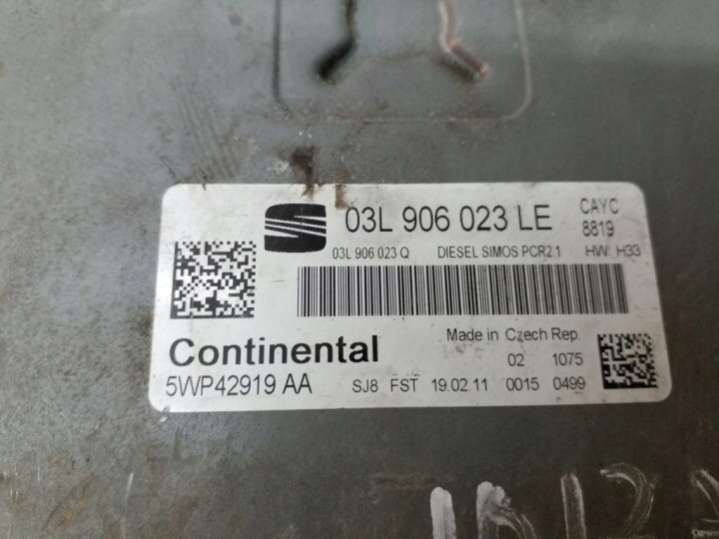 03L 906 023 LE CAYC
8819
03L 906 023 Q DIESEL SIMOS PCR2.1 HW H33
Continental
Made in Czech Rep.
02 1075
5WP42919 AA SJ8 FST 19.02.11 0015 0499